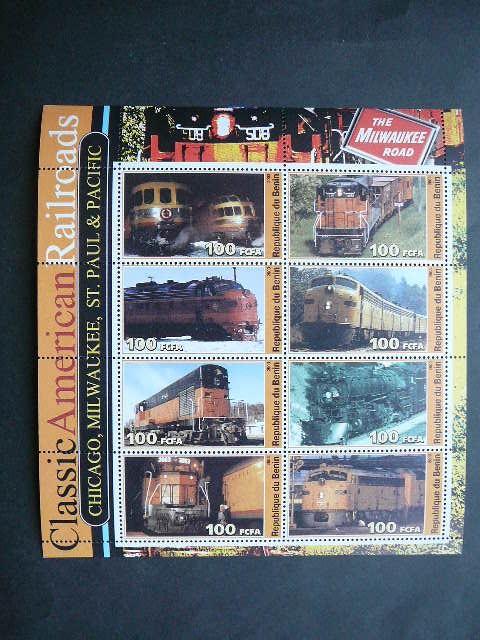 Classic American Railroads
CHICAGO, MILWAUKEE, ST. PAUL & PACIFIC
THE
MILWAUKEE
ROAD
100 FCFA
Republique du Benin
100 FCFA
Republique du Benin
100 FCFA
Republique du Benin
100 FCFA
Republique du Benin
100 FCFA
Republique du Benin
100 FCFA
Republique du Benin
100 FCFA
Republique du Benin
100 FCFA
Republique du Benin